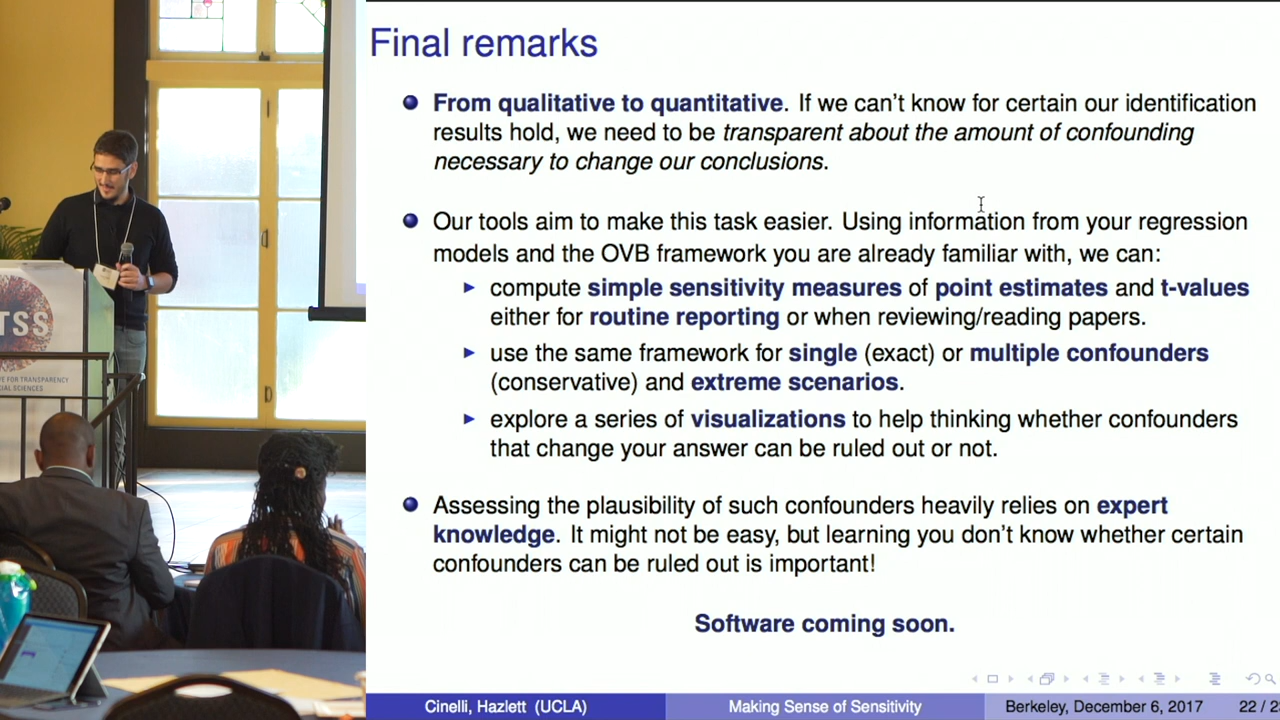 Final remarks
From qualitative to quantitative. If we can't know for certain our identification
results hold, we need to be transparent about the amount of confounding
necessary to change our conclusions.
Our tools aim to make this task easier. Using information from your regression
models and the OVB framework you are already familiar with, we can:
compute simple sensitivity measures of point estimates and t-values
either for routine reporting or when reviewing/reading papers.
use the same framework for single (exact) or multiple confounders
(conservative) and extreme scenarios.
explore a series of visualizations to help thinking whether confounders
that change your answer can be ruled out or not.
Assessing the plausibility of such confounders heavily relies on expert
knowledge. It might not be easy, but learning you don't know whether certain
confounders can be ruled out is important!
Software coming soon.
Cinelli, Hazlett (UCLA) Making Sense of Sensitivity Berkeley, December 6, 2017 22 / 2
TSS
VE FOR TRANSPARENCY
CIAL SCIENCES